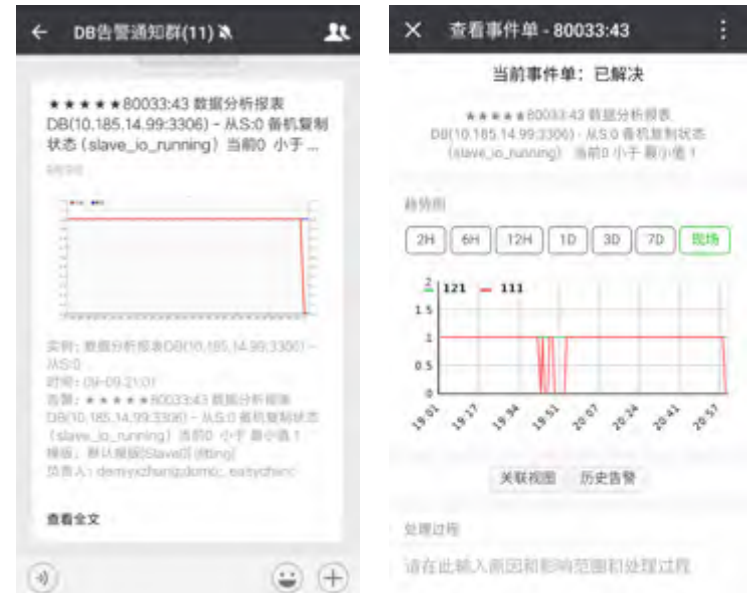 DB告警通知群(11)
★★★★★80033:43 数据分析报表
DB(10.185.14.99:3306) – 从S:0 备机复制
状态 (slave_io_running) 当前0 小于 ...
实例: 数据分析报表DB(10.185.14.99:3306) –
从S:0
时间: 09-09 21:01
告警: ★★★★★80033:43 数据分析报表
DB(10.185.14.99:3306) – 从S:0 备机复制状态
(slave_io_running) 当前0 小于 最小值 1
模版: 默认模版[Slave0]
负责人:
查看全文
查看事件单 - 80033:43
当前事件单: 已解决
★★★★★80033:43 数据分析报表
DB(10.185.14.99:3306) - 从S:0 备机复制状态
(slave_io_running) 当前0 小于 最小值 1
趋势图
2H 6H 12H 1D 3D 7D 现场
2
121 111
1.5
1
0.5
0
19:01 19:17 19:34 19:51 20:07 20:24 20:41 20:57
关联视图 历史告警
处理过程
请在此输入原因和影响范围和处理过程